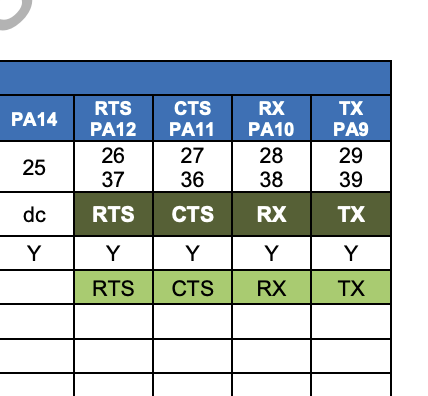 PA14 RTS PA12 CTS PA11 RX PA10 TX PA9
25 26 37 27 36 28 38 29 39
dc RTS CTS RX TX
Y Y Y Y Y
RTS CTS RX TX